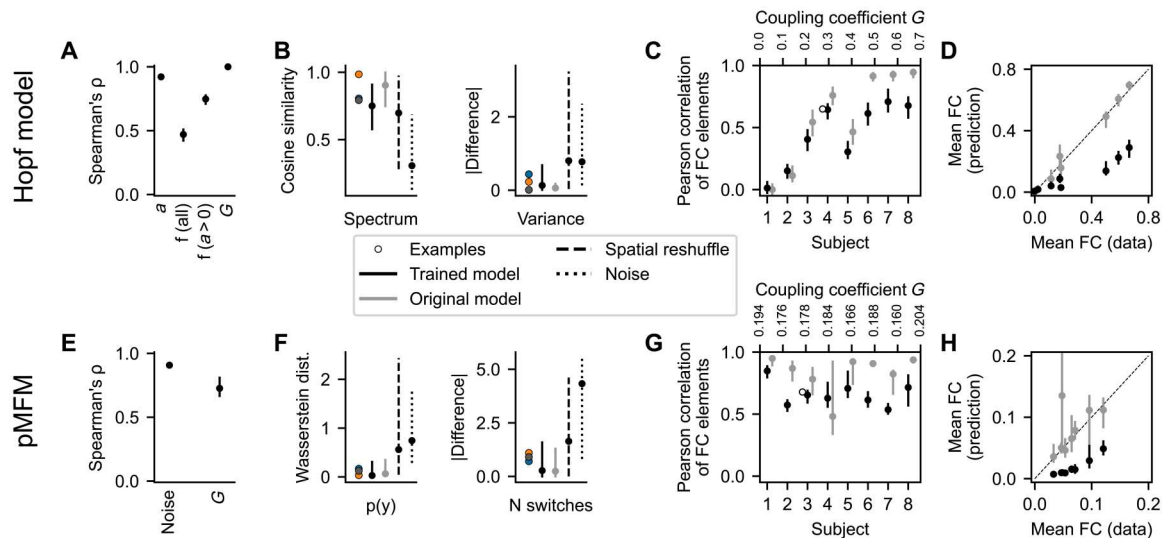 Hopf model
A
Spearman's ρ
1.0
0.5
0.0
a
f (all)
f (a > 0)
G
B
Cosine similarity
1.0
0.5
Spectrum
|Difference|
2
0
Variance
C
Coupling coefficient G
0.0
0.1
0.2
0.3
0.4
0.5
0.6
0.7
Pearson correlation
of FC elements
1.0
0.5
0.0
1 2 3 4 5 6 7 8
Subject
D
Mean FC
(prediction)
0.8
0.4
0.0
0.0 0.4 0.8
Mean FC (data)
Examples
Trained model
Original model
Spatial reshuffle
Noise
pMFM
E
Spearman's ρ
1.0
0.5
0.0
Noise
G
F
Wasserstein dist.
2
1
0
p(y)
|Difference|
5.0
2.5
0.0
N switches
G
Coupling coefficient G
0.194
0.176
0.178
0.184
0.166
0.188
0.160
0.204
Pearson correlation
of FC elements
1.0
0.5
0.0
1 2 3 4 5 6 7 8
Subject
H
Mean FC
(prediction)
0.2
0.1
0.0
0.0 0.1 0.2
Mean FC (data)